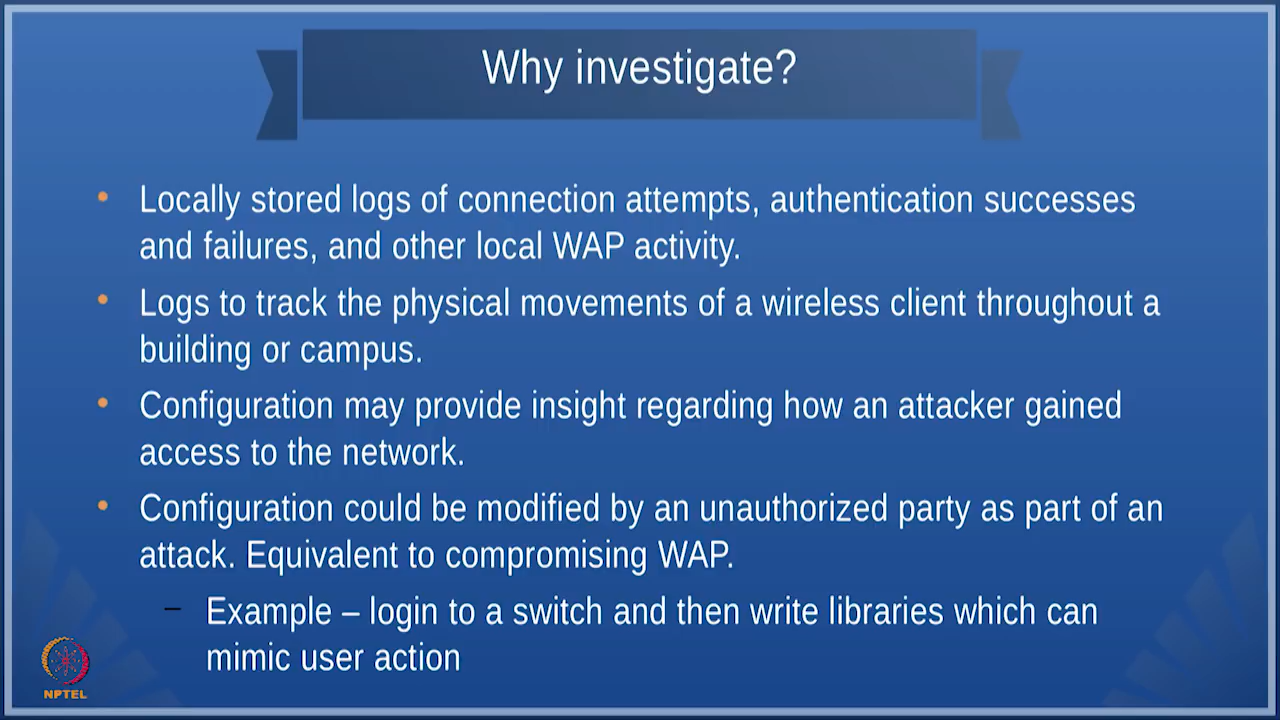 Why investigate?
Locally stored logs of connection attempts, authentication successes
and failures, and other local WAP activity.
Logs to track the physical movements of a wireless client throughout a
building or campus.
Configuration may provide insight regarding how an attacker gained
access to the network.
Configuration could be modified by an unauthorized party as part of an
attack. Equivalent to compromising WAP.
– Example – login to a switch and then write libraries which can
mimic user action
NPTEL